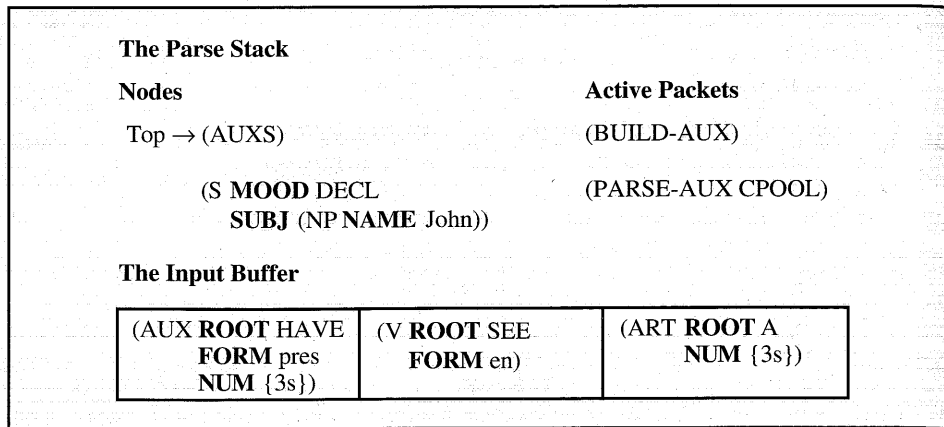 The Parse Stack
Nodes Active Packets
Top → (AUXS) (BUILD-AUX)
(S MOOD DECL (PARSE-AUX CPOOL)
SUBJ (NP NAME John))
The Input Buffer
(AUX ROOT HAVE (V ROOT SEE (ART ROOT A
FORM pres FORM en) NUM {3s})
NUM {3s})